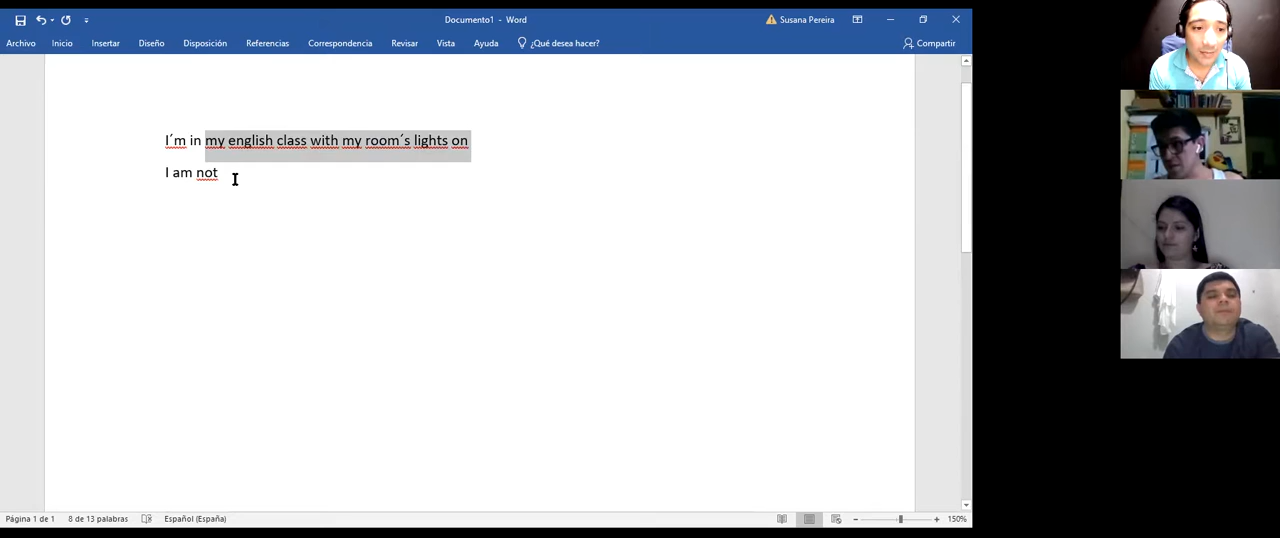 Documento1 - Word
Susana Pereira
Archivo Inicio Insertar Diseño Disposición Referencias Correspondencia Revisar Vista Ayuda ¿Qué desea hacer? Compartir
I´m in my english class with my room´s lights on
I am not
Página 1 de 1 8 de 13 palabras Español (España) 150%